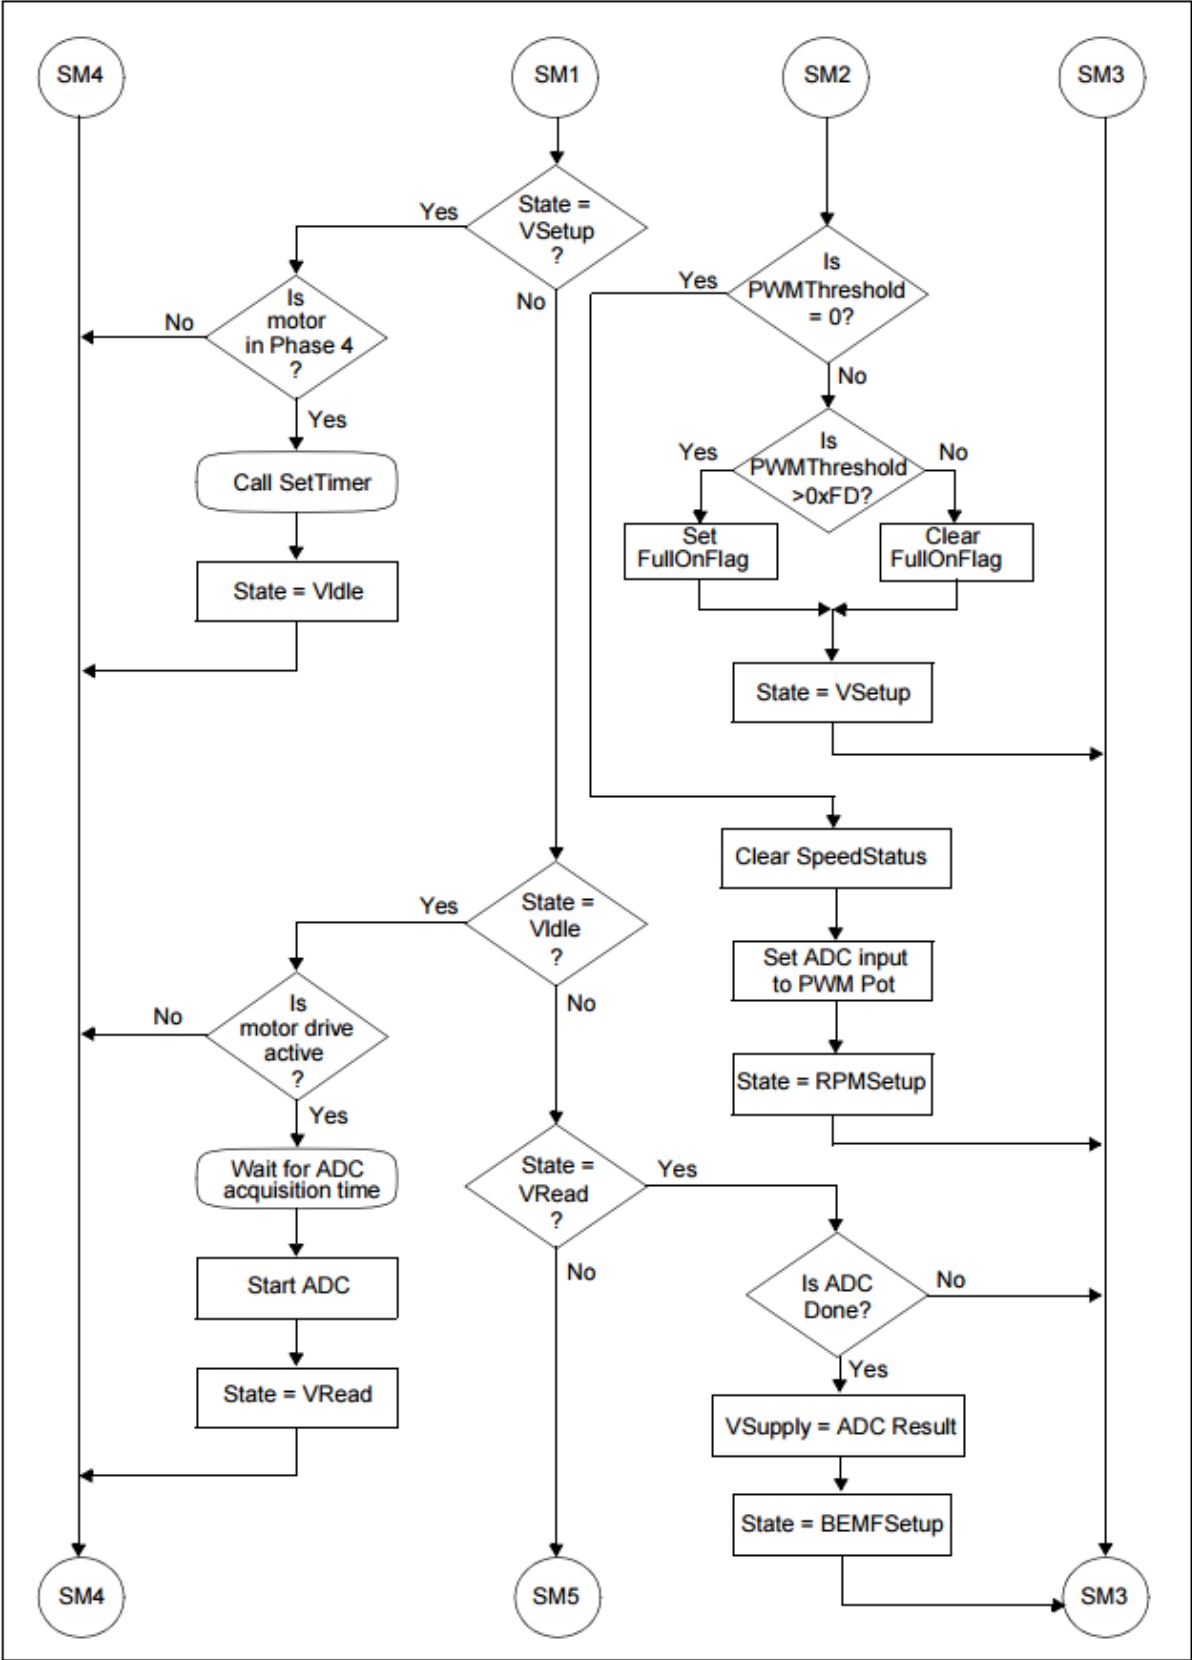 SM4
SM1
SM2
SM3
State =
VSetup
?
Yes
No
Is
motor
in Phase 4
?
No
Yes
Call SetTimer
State = VIdle
Is
PWMThreshold
= 0?
Yes
No
Is
PWMThreshold
>0xFD?
Yes
No
Set
FullOnFlag
Clear
FullOnFlag
State = VSetup
Clear SpeedStatus
Set ADC input
to PWM Pot
State = RPMSetup
State =
VIdle
?
Yes
No
Is
motor drive
active
?
No
Yes
Wait for ADC
acquisition time
Start ADC
State = VRead
State =
VRead
?
Yes
No
Is ADC
Done?
No
Yes
VSupply = ADC Result
State = BEMFSetup
SM4
SM5
SM3